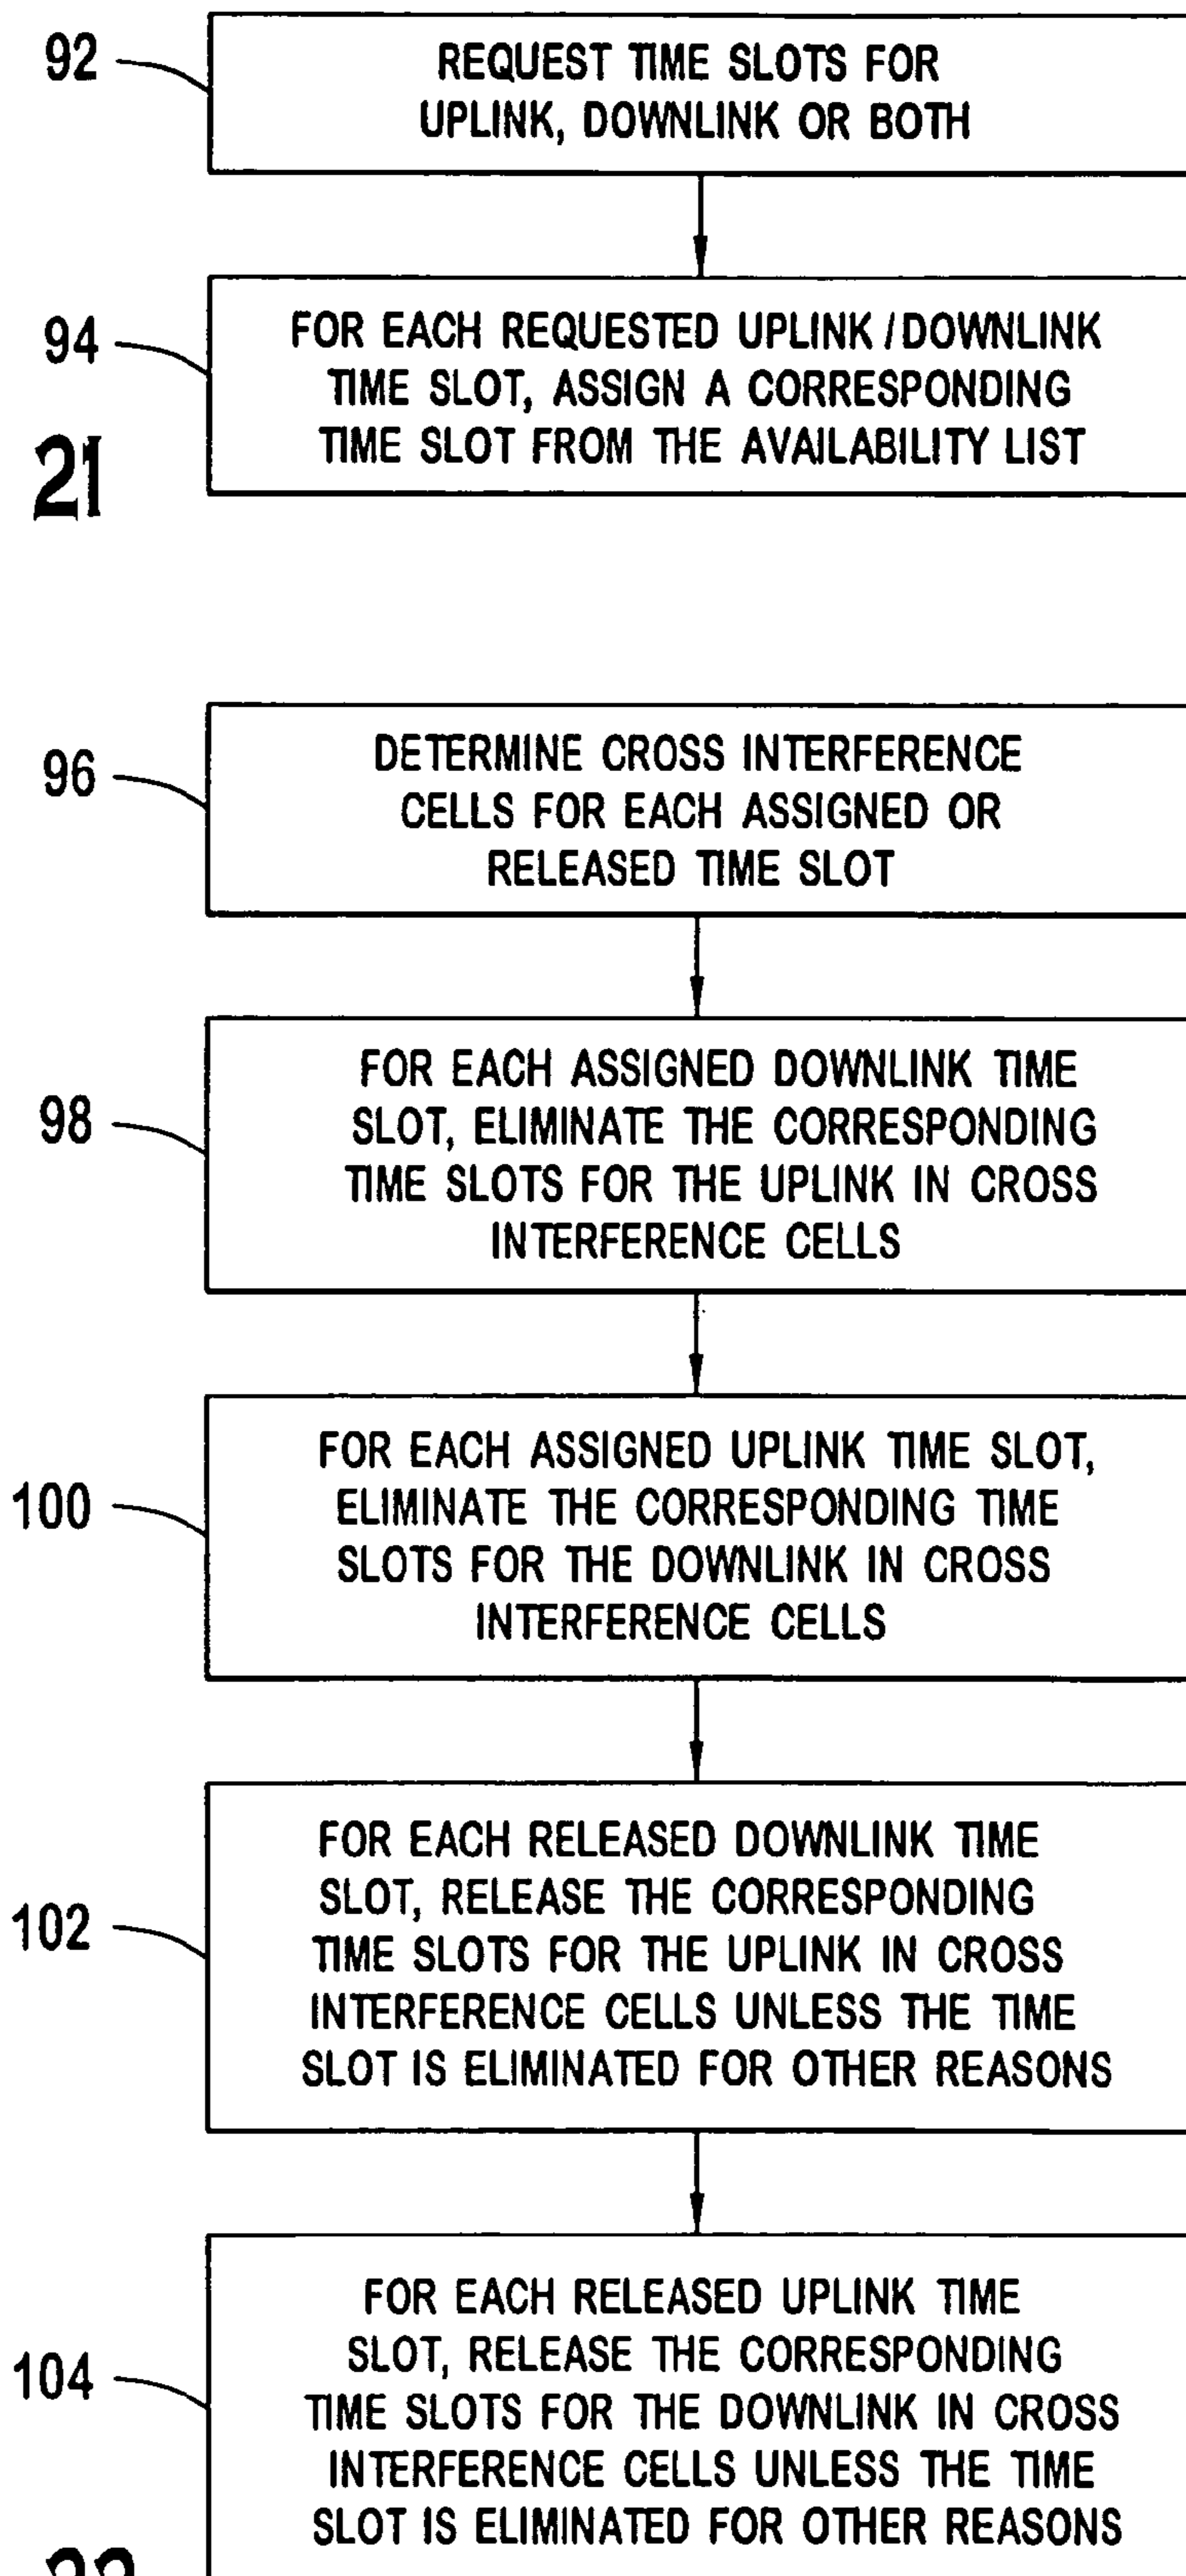 92
REQUEST TIME SLOTS FOR
UPLINK, DOWNLINK OR BOTH
94
FOR EACH REQUESTED UPLINK / DOWNLINK
TIME SLOT, ASSIGN A CORRESPONDING
TIME SLOT FROM THE AVAILABILITY LIST
21
96
DETERMINE CROSS INTERFERENCE
CELLS FOR EACH ASSIGNED OR
RELEASED TIME SLOT
98
FOR EACH ASSIGNED DOWNLINK TIME
SLOT, ELIMINATE THE CORRESPONDING
TIME SLOTS FOR THE UPLINK IN CROSS
INTERFERENCE CELLS
100
FOR EACH ASSIGNED UPLINK TIME SLOT,
ELIMINATE THE CORRESPONDING TIME
SLOTS FOR THE DOWNLINK IN CROSS
INTERFERENCE CELLS
102
FOR EACH RELEASED DOWNLINK TIME
SLOT, RELEASE THE CORRESPONDING
TIME SLOTS FOR THE UPLINK IN CROSS
INTERFERENCE CELLS UNLESS THE TIME
SLOT IS ELIMINATED FOR OTHER REASONS
104
FOR EACH RELEASED UPLINK TIME
SLOT, RELEASE THE CORRESPONDING
TIME SLOTS FOR THE DOWNLINK IN CROSS
INTERFERENCE CELLS UNLESS THE TIME
SLOT IS ELIMINATED FOR OTHER REASONS